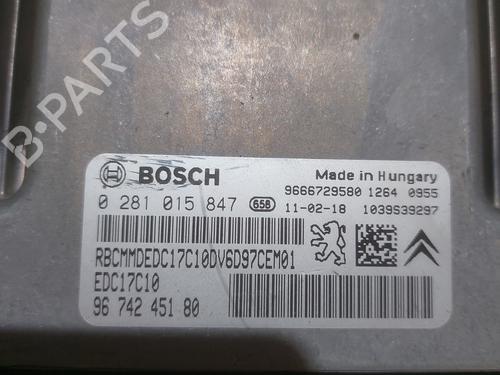 B-PARTS
BOSCH
Made in Hungary
9666729580 1264 0955
0 281 015 847 658 11-02-18 1039S39297
RBCMMDEDC17C10DV6D97CEM01
EDC17C10
96 742 451 80